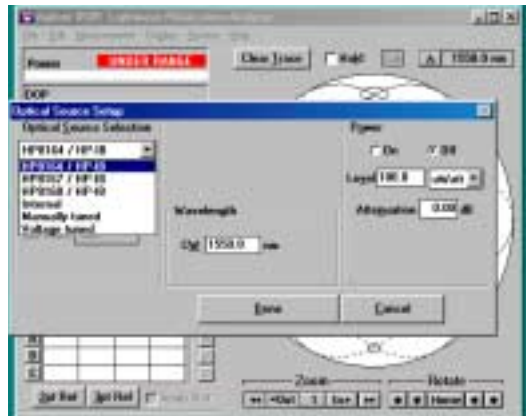 Clear Trace
Hold
A
1550.0 nm
Power
UNDER RANGE
DOP
Optical Source Setup
Optical Source Selection
HP8164 / HP-IB
HP8164 / HP-IB
HP8167 / HP-IB
HP8168 / HP-IB
Internal
Manually tuned
Voltage tuned
Wavelength
1550.0 nm
Power
On
Off
Level 100.0
Attenuation 0.00 dB
Done
Cancel
Zoom
Rotate
Home